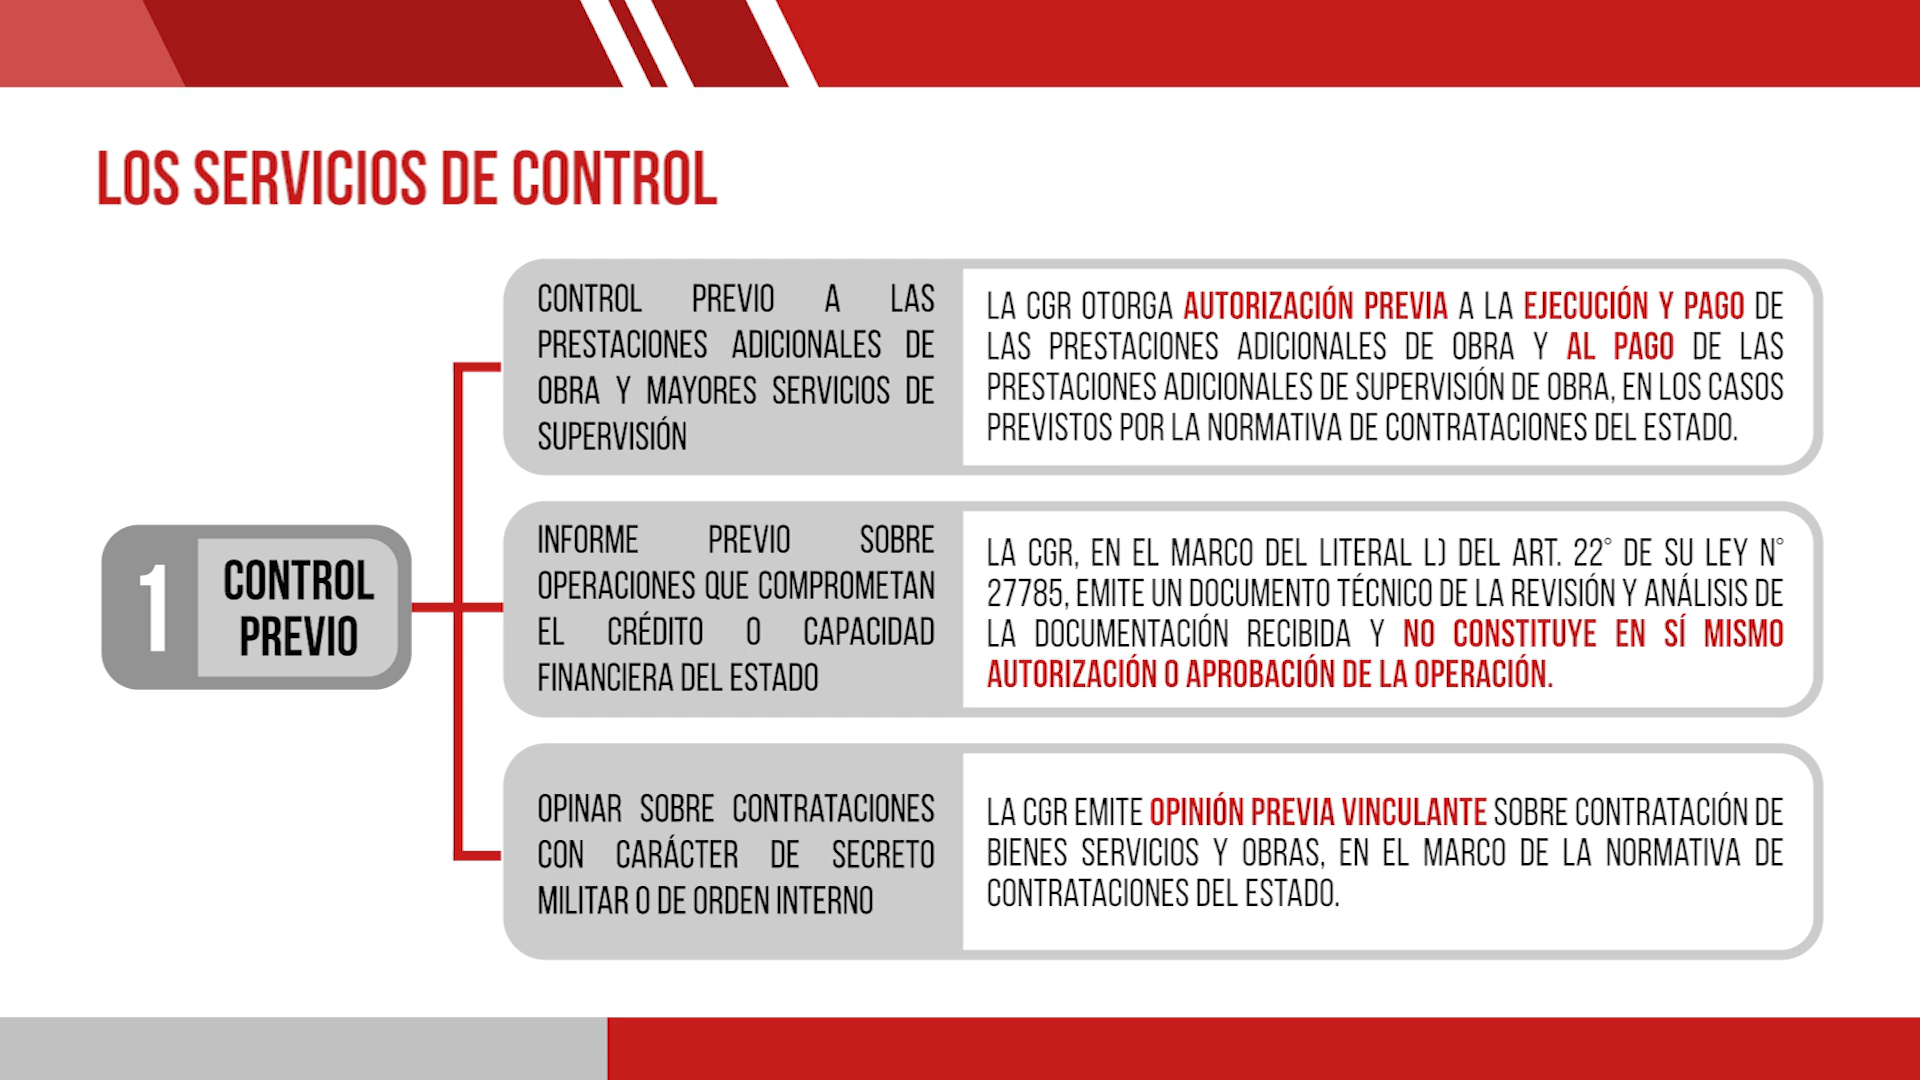 LOS SERVICIOS DE CONTROL
1
CONTROL
PREVIO
CONTROL PREVIO A LAS
PRESTACIONES ADICIONALES DE
OBRA Y MAYORES SERVICIOS DE
SUPERVISIÓN
LA CGR OTORGA AUTORIZACIÓN PREVIA A LA EJECUCIÓN Y PAGO DE
LAS PRESTACIONES ADICIONALES DE OBRA Y AL PAGO DE LAS
PRESTACIONES ADICIONALES DE SUPERVISIÓN DE OBRA, EN LOS CASOS
PREVISTOS POR LA NORMATIVA DE CONTRATACIONES DEL ESTADO.
INFORME PREVIO SOBRE
OPERACIONES QUE COMPROMETAN
EL CRÉDITO O CAPACIDAD
FINANCIERA DEL ESTADO
LA CGR, EN EL MARCO DEL LITERAL L) DEL ART. 22° DE SU LEY N°
27785, EMITE UN DOCUMENTO TÉCNICO DE LA REVISIÓN Y ANÁLISIS DE
LA DOCUMENTACIÓN RECIBIDA Y NO CONSTITUYE EN SÍ MISMO
AUTORIZACIÓN O APROBACIÓN DE LA OPERACIÓN.
OPINAR SOBRE CONTRATACIONES
CON CARÁCTER DE SECRETO
MILITAR O DE ORDEN INTERNO
LA CGR EMITE OPINIÓN PREVIA VINCULANTE SOBRE CONTRATACIÓN DE
BIENES SERVICIOS Y OBRAS, EN EL MARCO DE LA NORMATIVA DE
CONTRATACIONES DEL ESTADO.